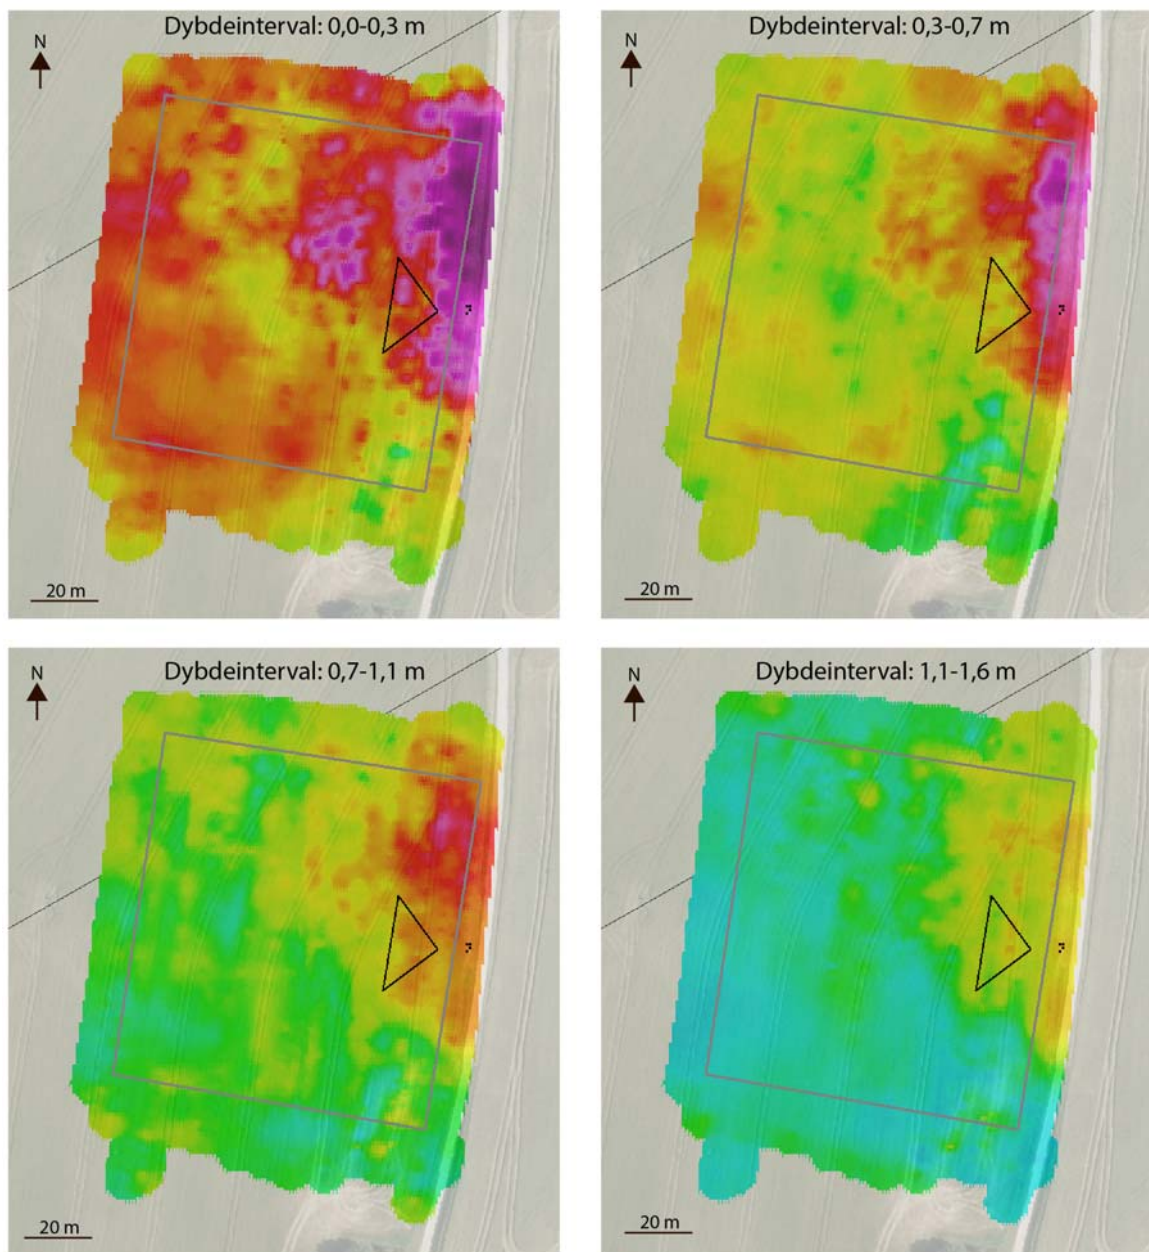 Dybdeinterval: 0,0-0,3 m
N
20 m
Dybdeinterval: 0,3-0,7 m
N
20 m
Dybdeinterval: 0,7-1,1 m
N
20 m
Dybdeinterval: 1,1-1,6 m
N
20 m